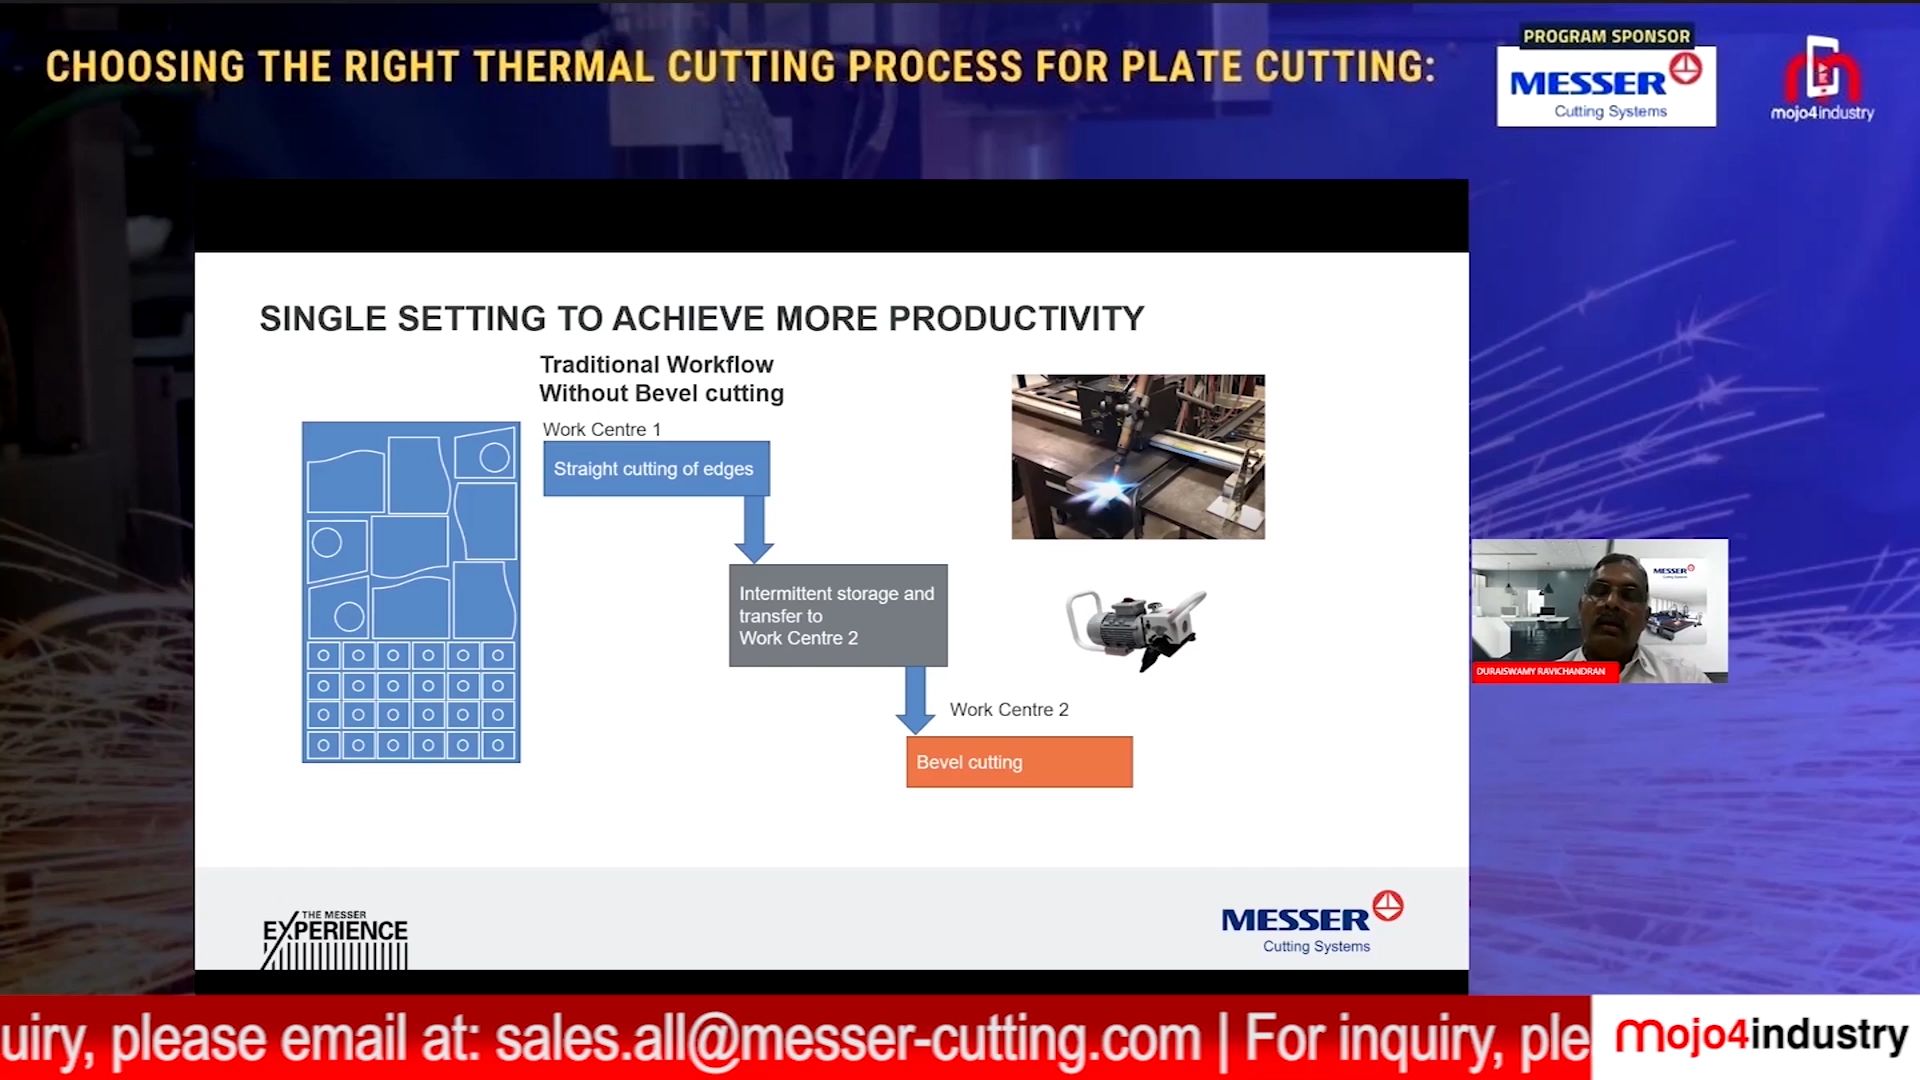 CHOOSING THE RIGHT THERMAL CUTTING PROCESS FOR PLATE CUTTING:
PROGRAM SPONSOR
MESSER
Cutting Systems
mojo4industry
SINGLE SETTING TO ACHIEVE MORE PRODUCTIVITY
Traditional Workflow
Without Bevel cutting
Work Centre 1
Straight cutting of edges
Intermittent storage and
transfer to
Work Centre 2
Work Centre 2
Bevel cutting
MESSER
Cutting Systems
DURAISWAMY RAVICHANDRAN
THE MESSER
EXPERIENCE
MESSER
Cutting Systems
uiry, please email at: sales.all@messer-cutting.com | For inquiry, ple
mojo4industry